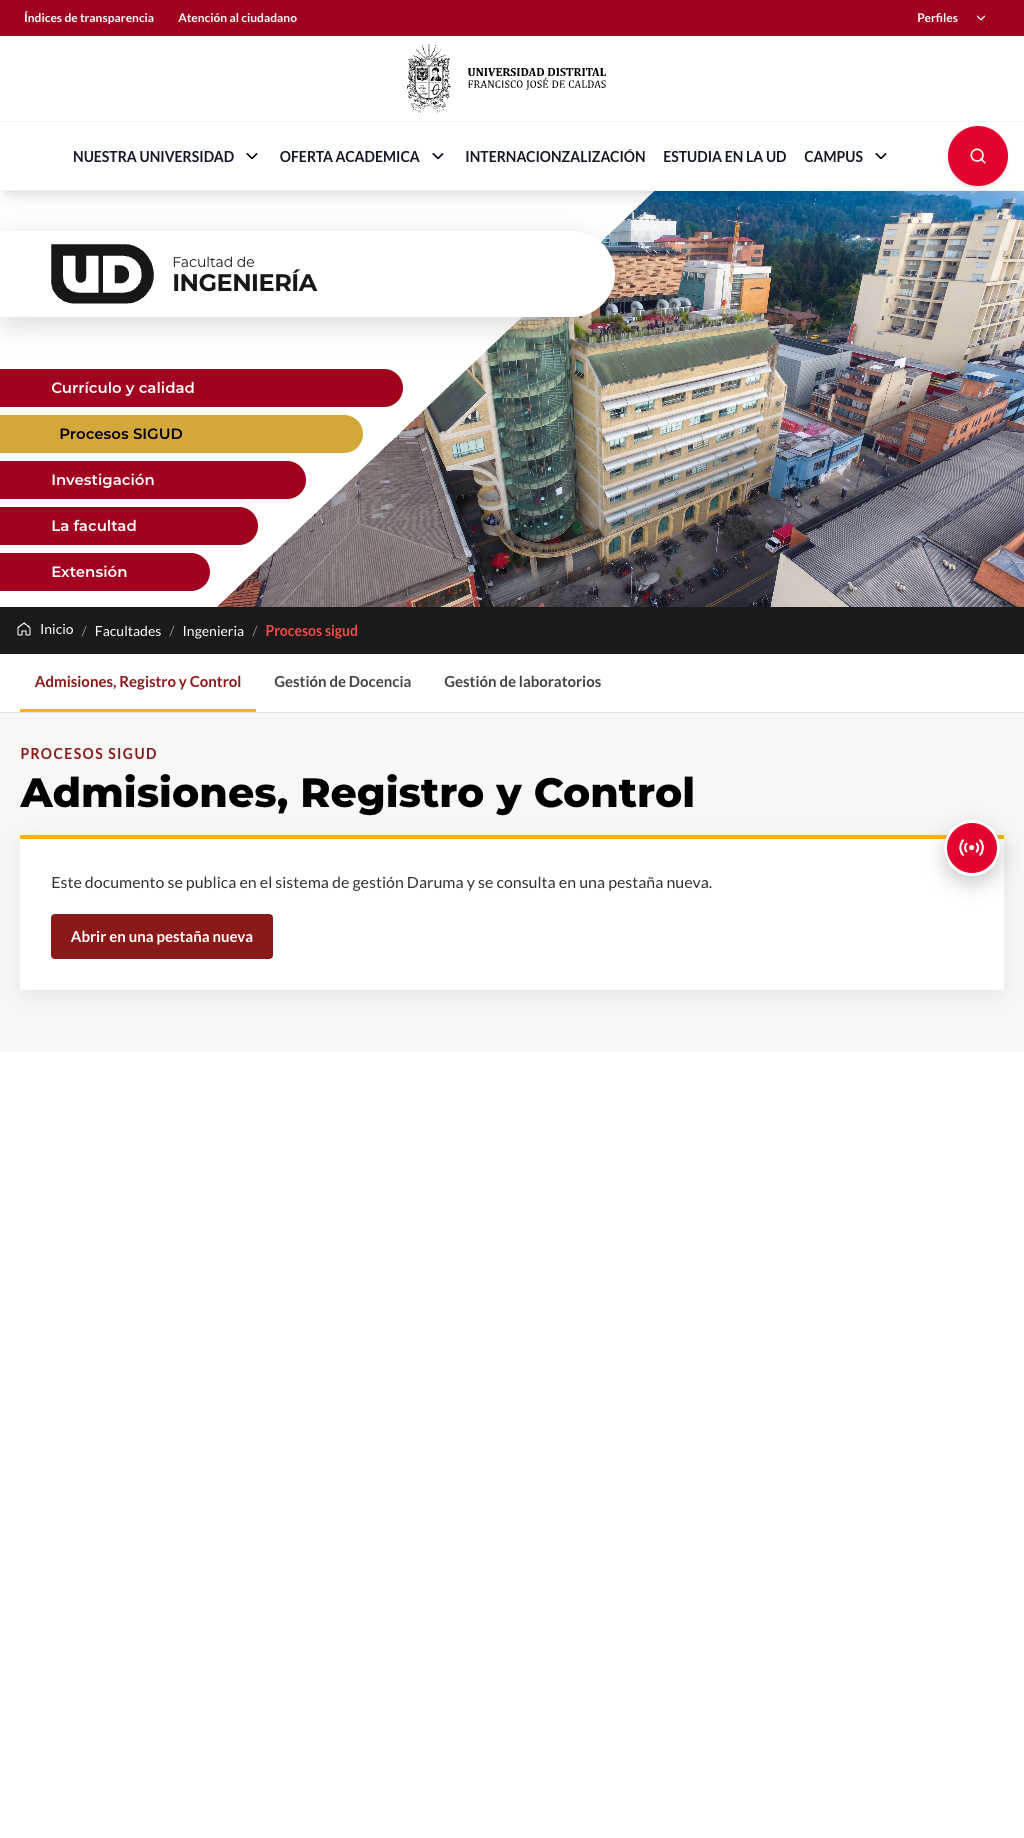 Índices de transparencia
Atención al ciudadano
Perfiles
UNIVERSIDAD DISTRITAL
FRANCISCO JOSÉ DE CALDAS
NUESTRA UNIVERSIDAD
OFERTA ACADEMICA
INTERNACIONZALIZACIÓN
ESTUDIA EN LA UD
CAMPUS
UD
Facultad de
INGENIERÍA
Currículo y calidad
Procesos SIGUD
Investigación
La facultad
Extensión
Inicio / Facultades / Ingenieria / Procesos sigud
Admisiones, Registro y Control
Gestión de Docencia
Gestión de laboratorios
PROCESOS SIGUD
Admisiones, Registro y Control
Este documento se publica en el sistema de gestión Daruma y se consulta en una pestaña nueva.
Abrir en una pestaña nueva